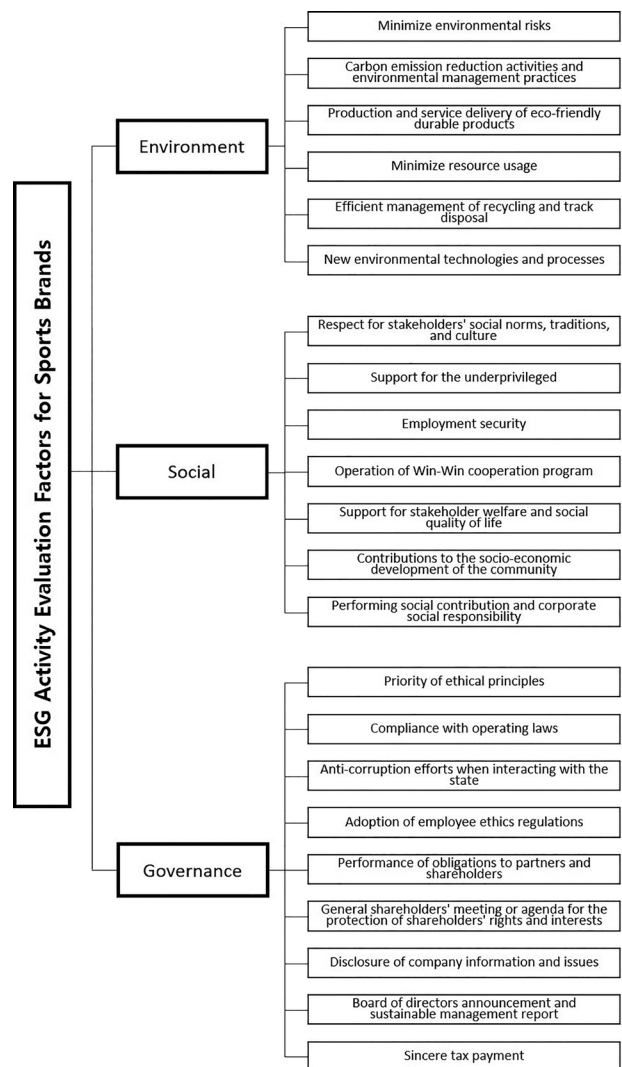 ESG Activity Evaluation Factors for Sports Brands
Environment
Minimize environmental risks
Carbon emission reduction activities and
environmental management practices
Production and service delivery of eco-friendly
durable products
Minimize resource usage
Efficient management of recycling and track
disposal
New environmental technologies and processes
Social
Respect for stakeholders' social norms, traditions,
and culture
Support for the underprivileged
Employment security
Operation of Win-Win cooperation program
Support for stakeholder welfare and social
quality of life
Contributions to the socio-economic
development of the community
Performing social contribution and corporate
social responsibility
Governance
Priority of ethical principles
Compliance with operating laws
Anti-corruption efforts when interacting with the
state
Adoption of employee ethics regulations
Performance of obligations to partners and
shareholders
General shareholders' meeting or agenda for the
protection of shareholders' rights and interests
Disclosure of company information and issues
Board of directors announcement and
sustainable management report
Sincere tax payment